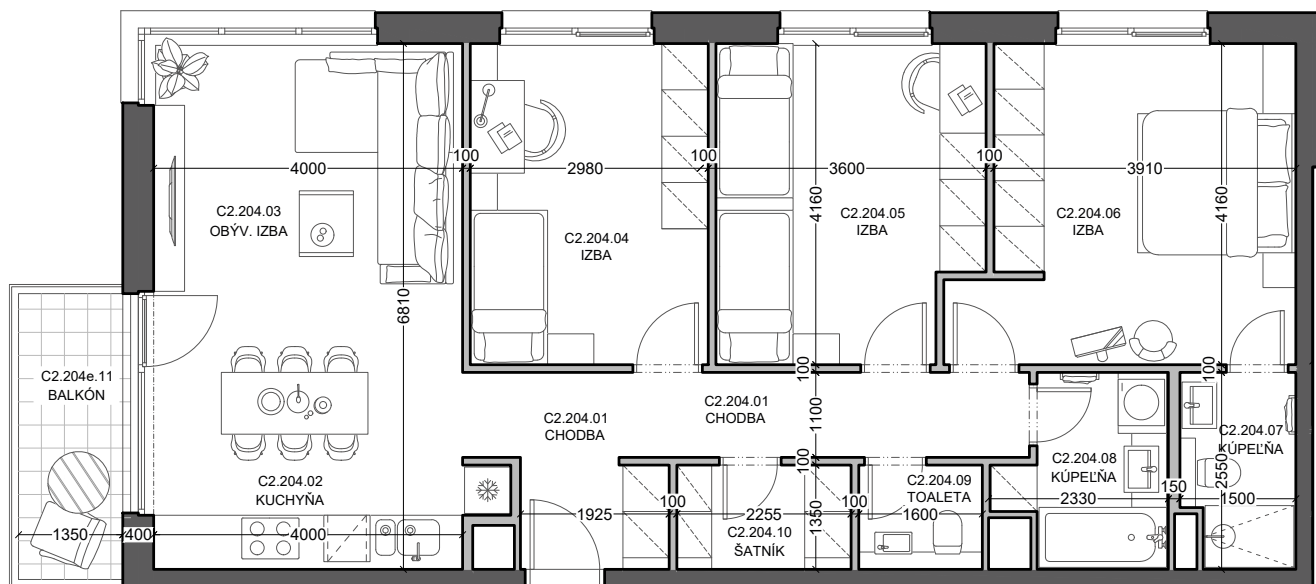 4000
100
2980
100
3600
100
3910
4160
4160
C2.204.03
OBÝV. IZBA
C2.204.04
IZBA
C2.204.05
IZBA
C2.204.06
IZBA
6810
C2.204e.11
BALKÓN
C2.204.01
CHODBA
C2.204.01
CHODBA
100
1100
100
100
C2.204.07
KÚPEĽŇA
C2.204.08
KÚPEĽŇA
2550
C2.204.02
KUCHYŇA
C2.204.09
TOALETA
2330
150
1500
1925
100
2255
100
1350
1600
C2.204.10
ŠATNÍK
1350
400
4000